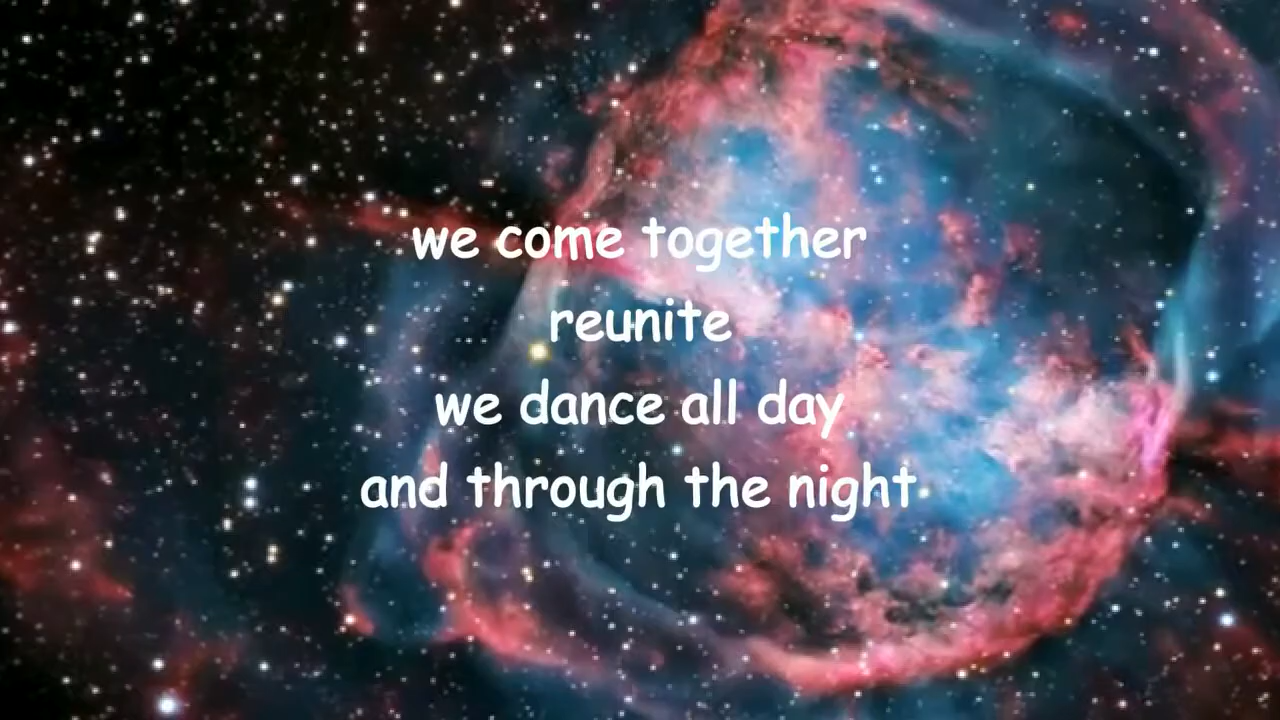 we come together
reunite
we dance all day
and through the night